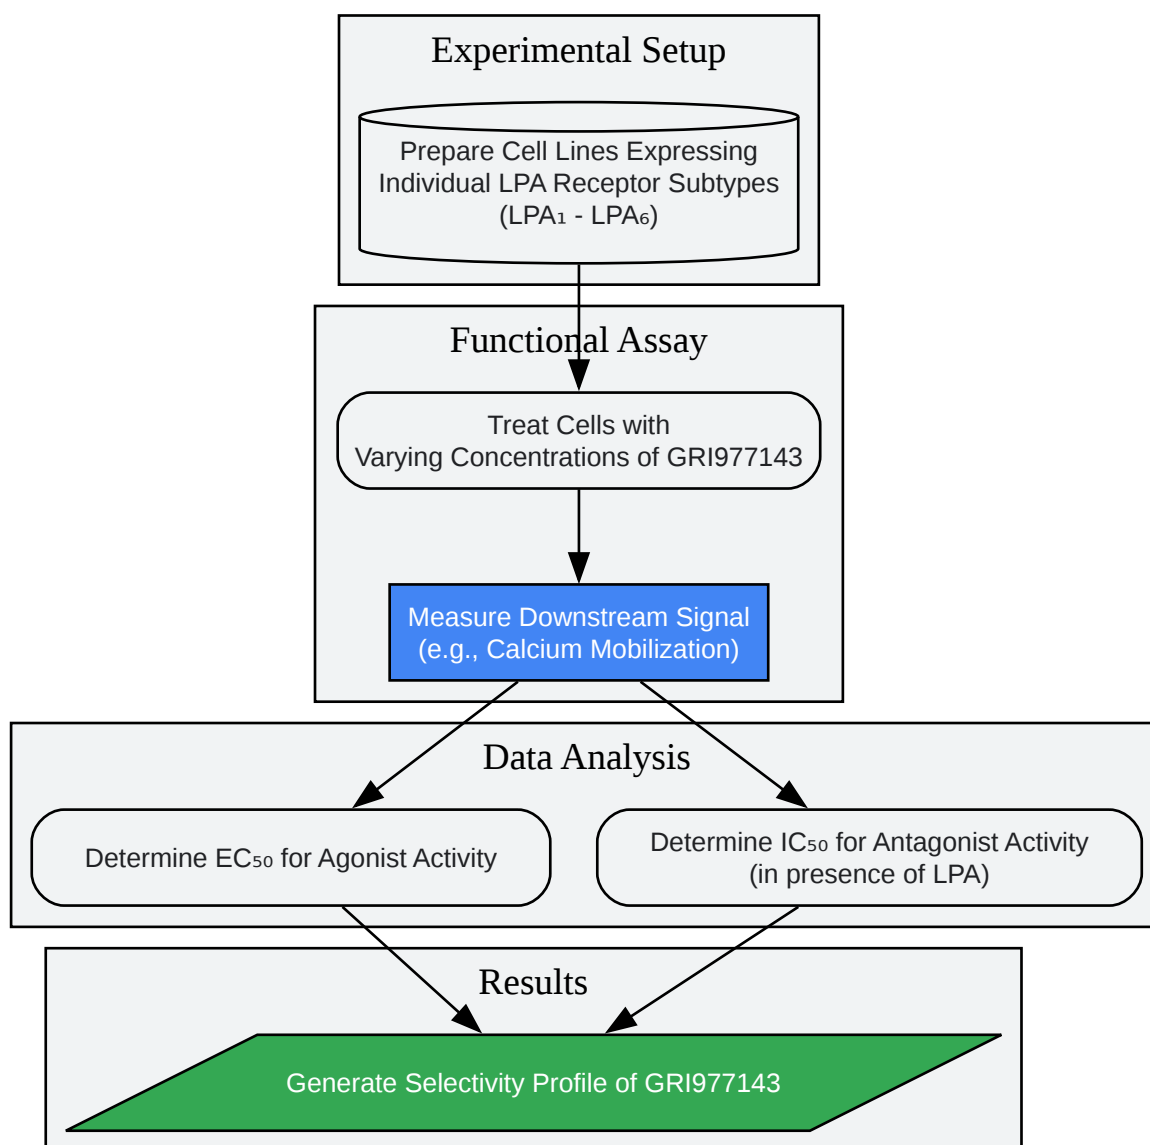 Experimental Setup
Prepare Cell Lines Expressing
Individual LPA Receptor Subtypes
(LPA₁ - LPA₆)
Functional Assay
Treat Cells with
Varying Concentrations of GRI977143
Measure Downstream Signal
(e.g., Calcium Mobilization)
Data Analysis
Determine EC₅₀ for Agonist Activity
Determine IC₅₀ for Antagonist Activity
(in presence of LPA)
Results
Generate Selectivity Profile of GRI977143